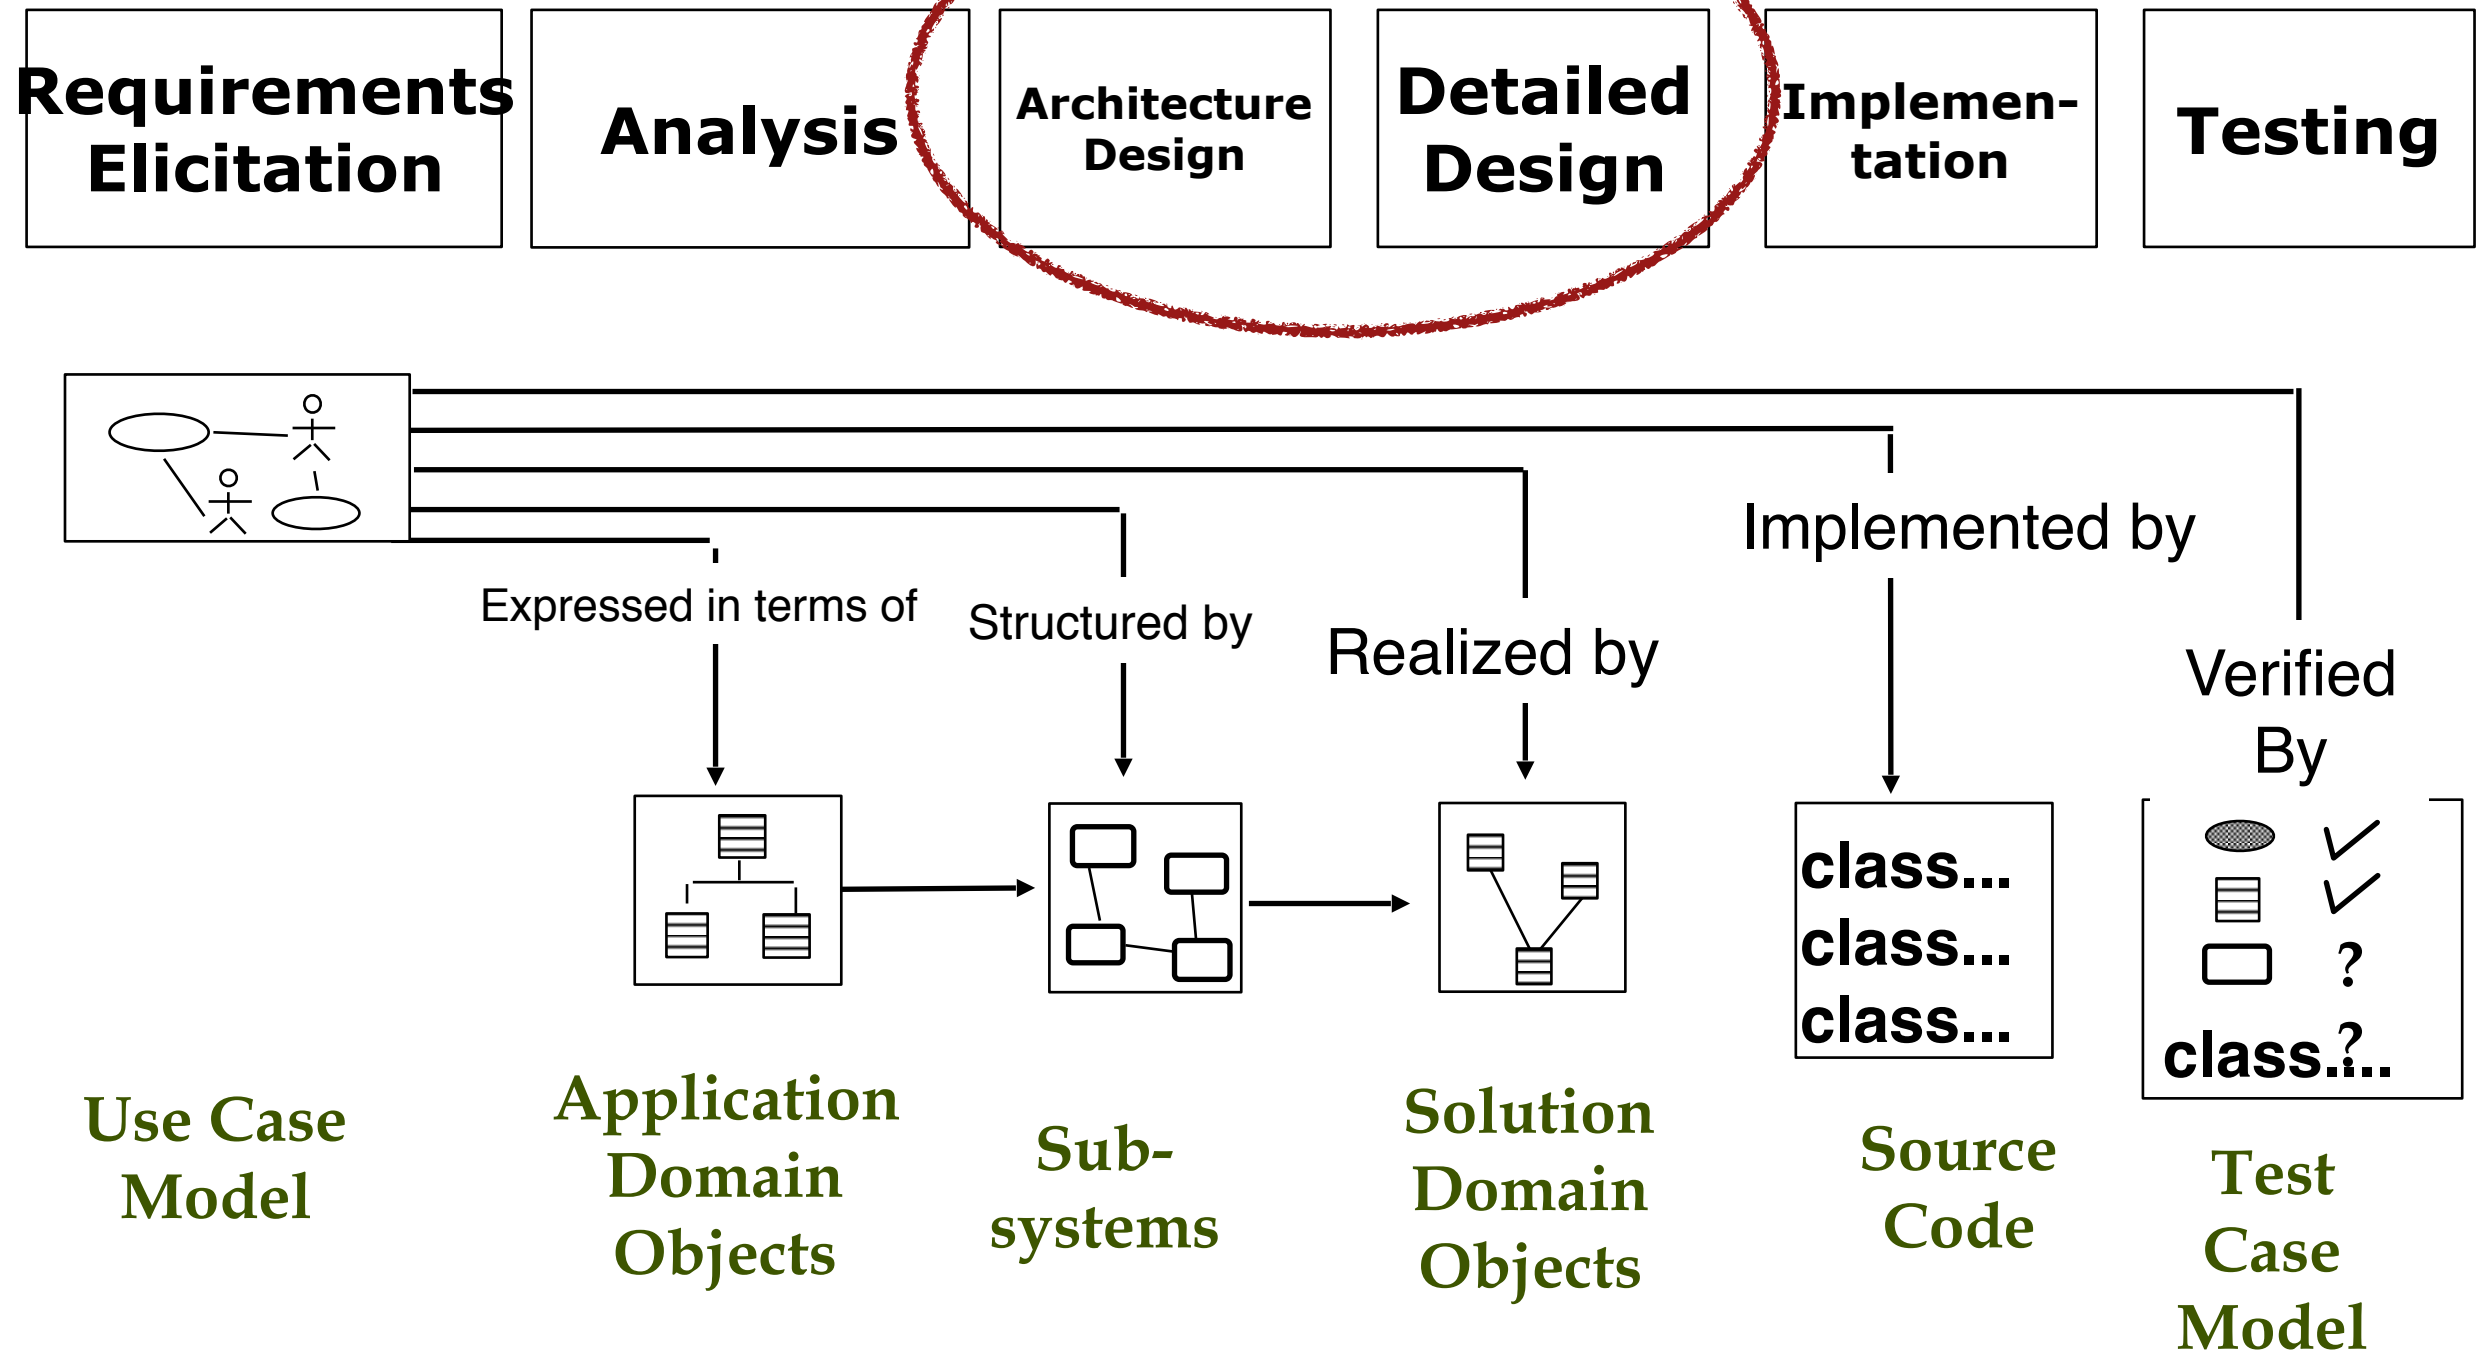 Requirements
Elicitation
Analysis
Architecture
Design
Detailed
Design
Implemen-
tation
Testing
Expressed in terms of
Structured by
Realized by
Implemented by
Verified
By
class...
class...
class...
?
?
class....
Use Case
Model
Application
Domain
Objects
Sub-
systems
Solution
Domain
Objects
Source
Code
Test
Case
Model